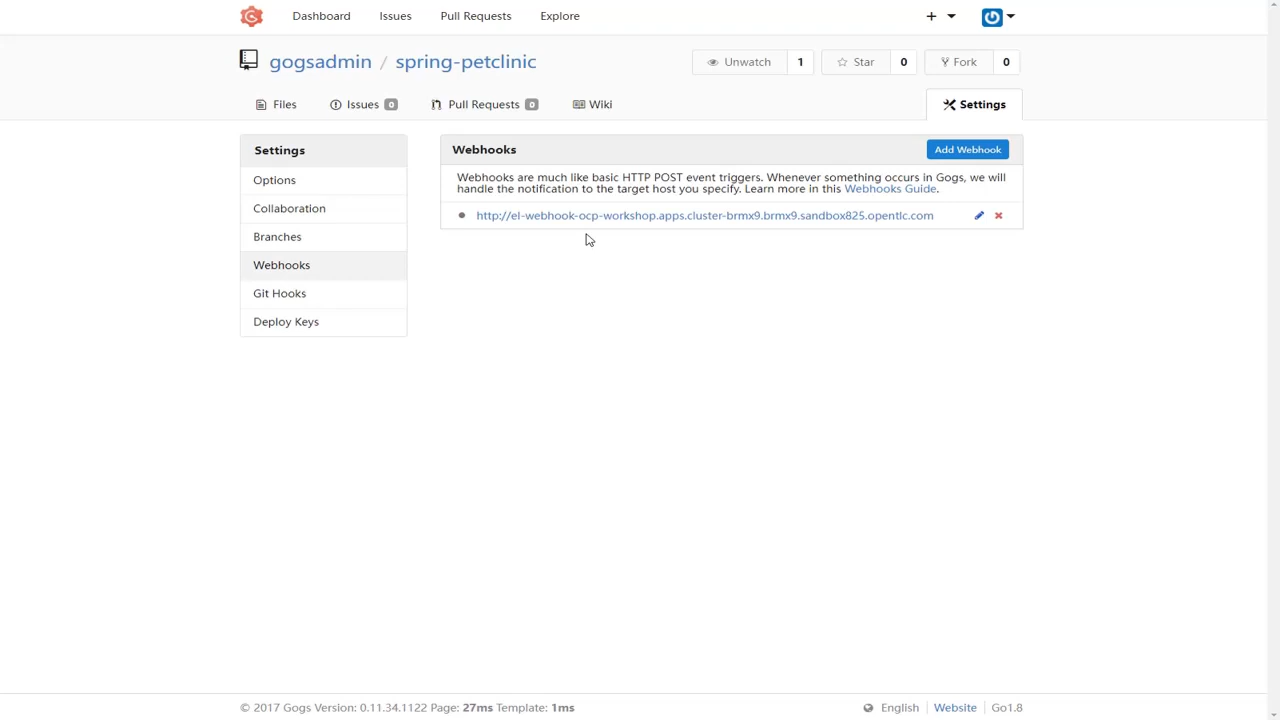 Dashboard Issues Pull Requests Explore
gogsadmin / spring-petclinic
Unwatch 1 Star 0 Fork 0
Files Issues 0 Pull Requests 0 Wiki Settings
Settings
Options
Collaboration
Branches
Webhooks
Git Hooks
Deploy Keys
Webhooks Add Webhook
Webhooks are much like basic HTTP POST event triggers. Whenever something occurs in Gogs, we will
handle the notification to the target host you specify. Learn more in this Webhooks Guide.
http://el-webhook-ocp-workshop.apps.cluster-brmx9.brmx9.sandbox825.opentlc.com
© 2017 Gogs Version: 0.11.34.1122 Page: 27ms Template: 1ms English Website Go1.8